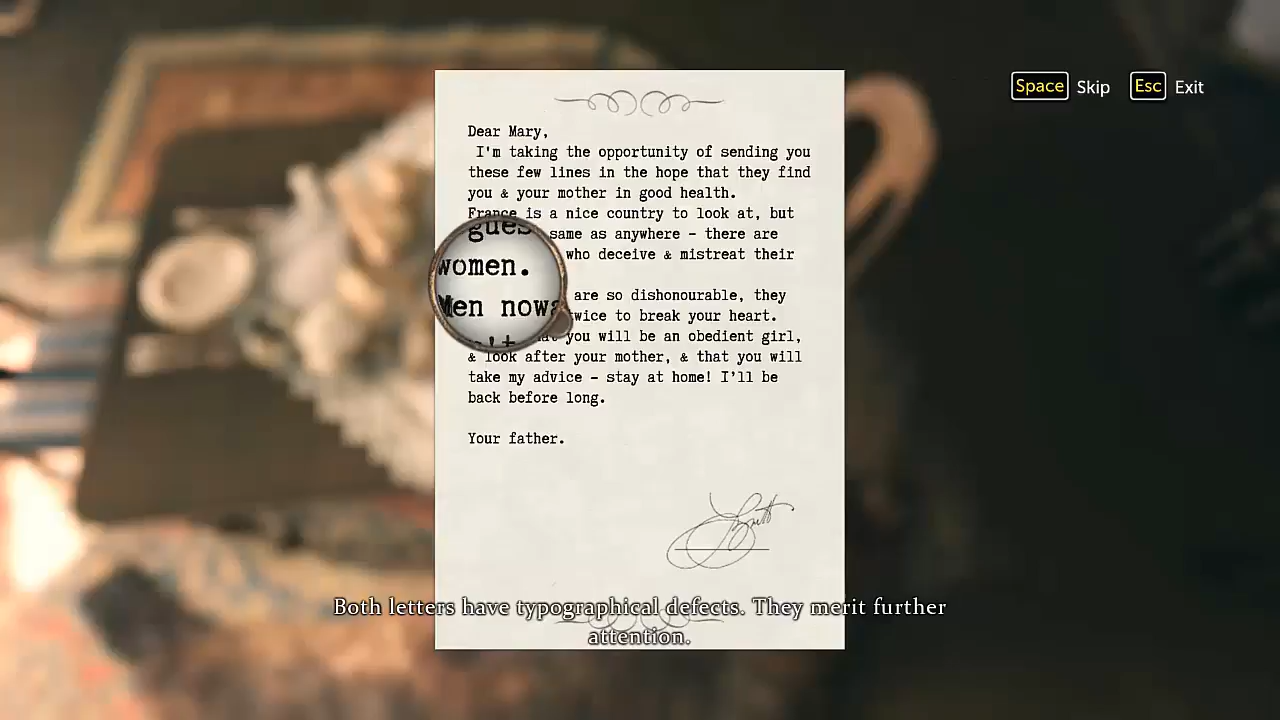 Space Skip Esc Exit
Dear Mary,
I'm taking the opportunity of sending you
these few lines in the hope that they find
you & your mother in good health.
France is a nice country to look at, but
same as anywhere – there are
who deceive & mistreat their
gues
women.
Men nowa
are so dishonourable, they
twice to break your heart.
you will be an obedient girl,
& look after your mother, & that you will
take my advice – stay at home! I'll be
back before long.
Your father.
Both letters have typographical defects. They merit further
attention.